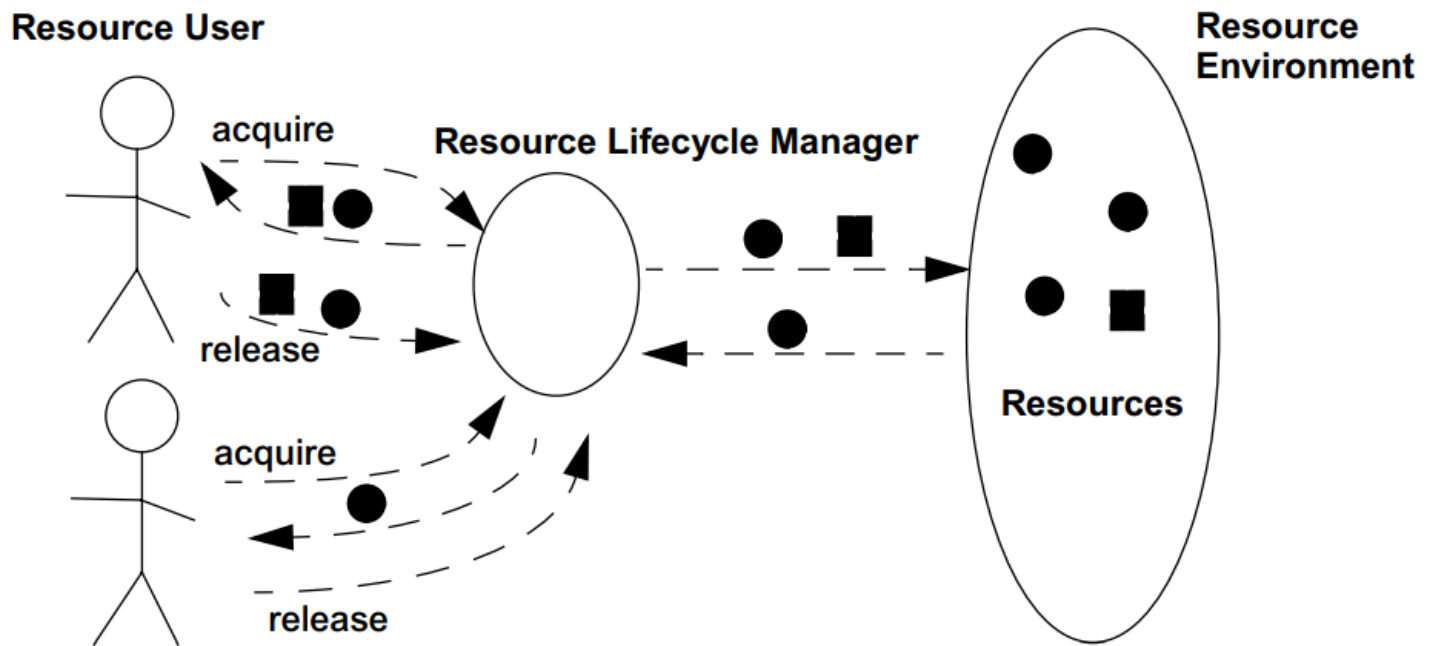 Resource User
Resource
Environment
acquire
Resource Lifecycle Manager
release
Resources
acquire
release